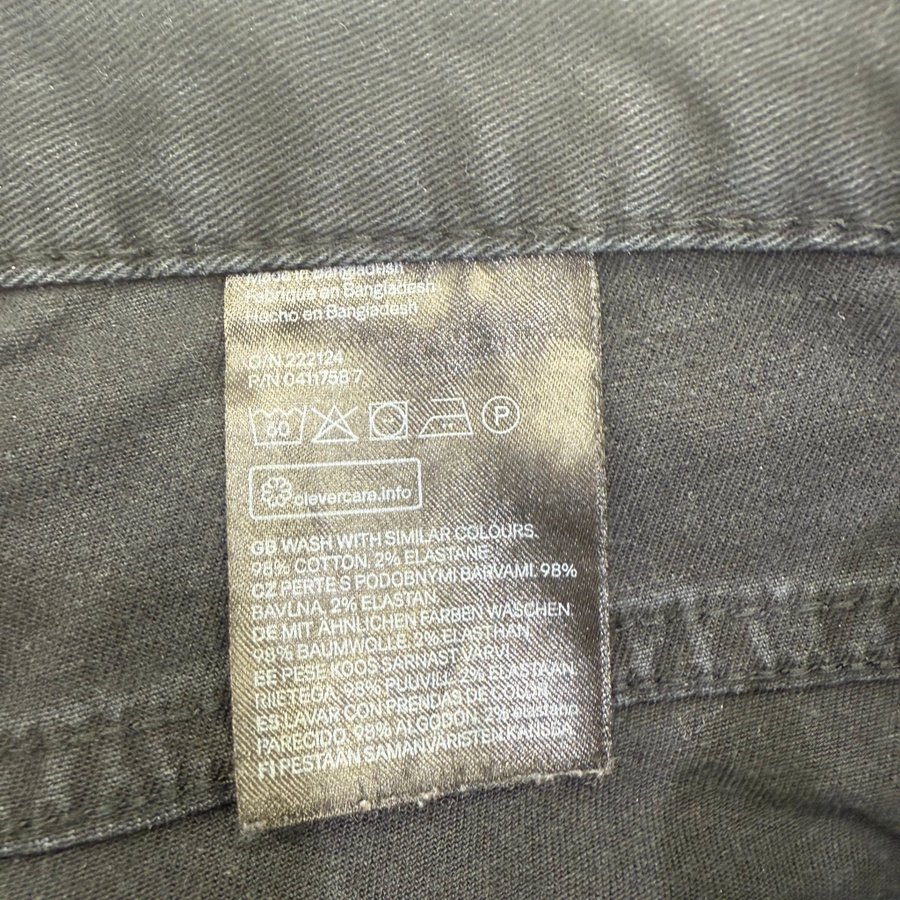 Made in Bangladesh
Fabriqué en Bangladesh
Hecho en Bangladesh
O/N 222124
P/N 0411758 7
60
P
clevercare.info
GB WASH WITH SIMILAR COLOURS.
98% COTTON, 2% ELASTANE
CZ PERTE S PODOBNYMI BARVAMI. 98%
BAVLNA, 2% ELASTAN
DE MIT ÄHNLICHEN FARBEN WASCHEN
98% BAUMWOLLE, 2% ELASTHAN
EE PESE KOOS SARNAST VÄRVI
RIIETEGA. 98% PUUVILL, 2% ELASTAAN
ES LAVAR CON PRENDAS DE COLOR
PARECIDO. 98% ALGODON, 2% elastano
FI PESTÄÄN SAMANVÄRISTEN KANSSA.